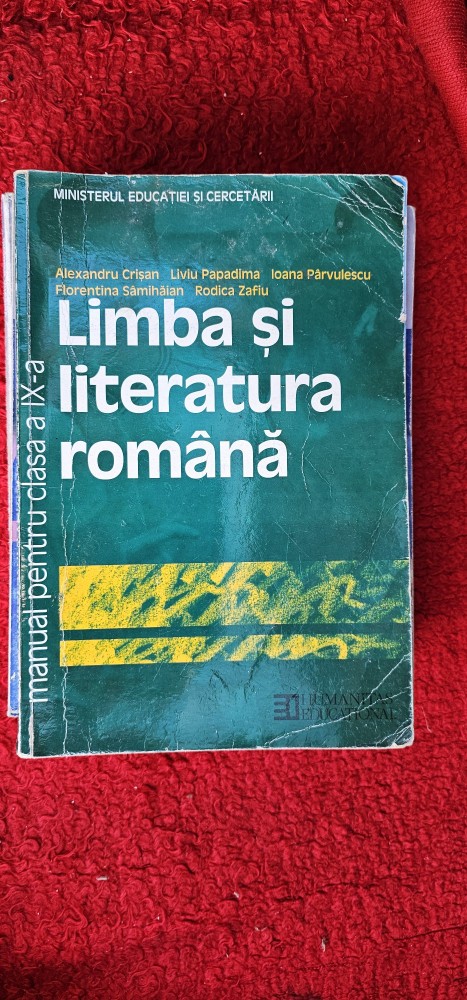 MINISTERUL EDUCAȚIEI ȘI CERCETĂRII
Alexandru Crișan Liviu Papadima Ioana Pârvulescu
Florentina Sâmihăian Rodica Zafiu
Limba și
literatura
română
manual pentru clasa a IX-a
HUMANITAS
EDUCAȚIONAL